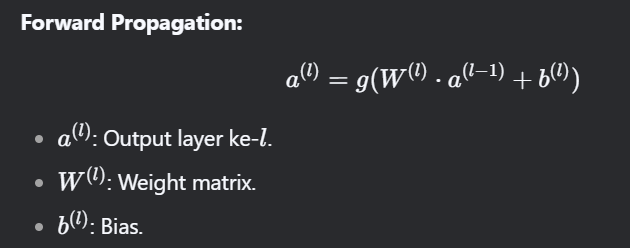 Forward Propagation:
a^{(l)} = g(W^{(l)} · a^{(l−1)} + b^{(l)})
• a^{(l)}: Output layer ke-l.
• W^{(l)}: Weight matrix.
• b^{(l)}: Bias.